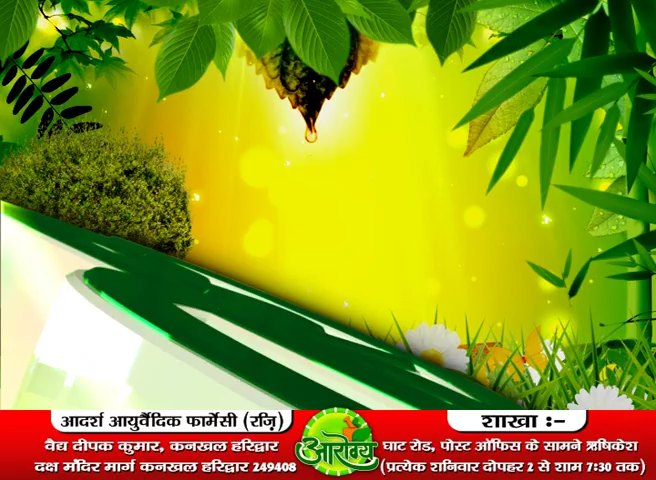 आदर्श आयुर्वैदिक फार्मेसी (रजि़)
वैद्य दीपक कुमार, कनखल हरिद्वार
दक्ष मंदिर मार्ग कनखल हरिद्वार 249408
आरोग्य
शाखा :-
घाट रोड, पोस्ट ऑफिस के सामने ऋषिकेश
(प्रत्येक शनिवार दोपहर 2 से शाम 7:30 तक)